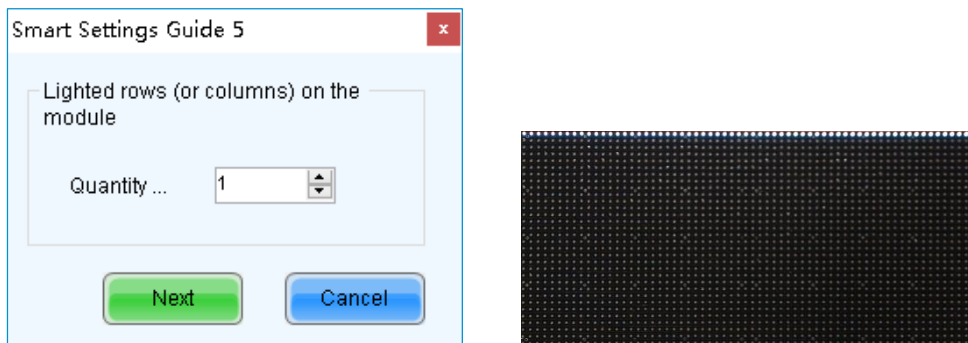 Smart Settings Guide 5
x
Lighted rows (or columns) on the
module
Quantity ...
1
Next
Cancel